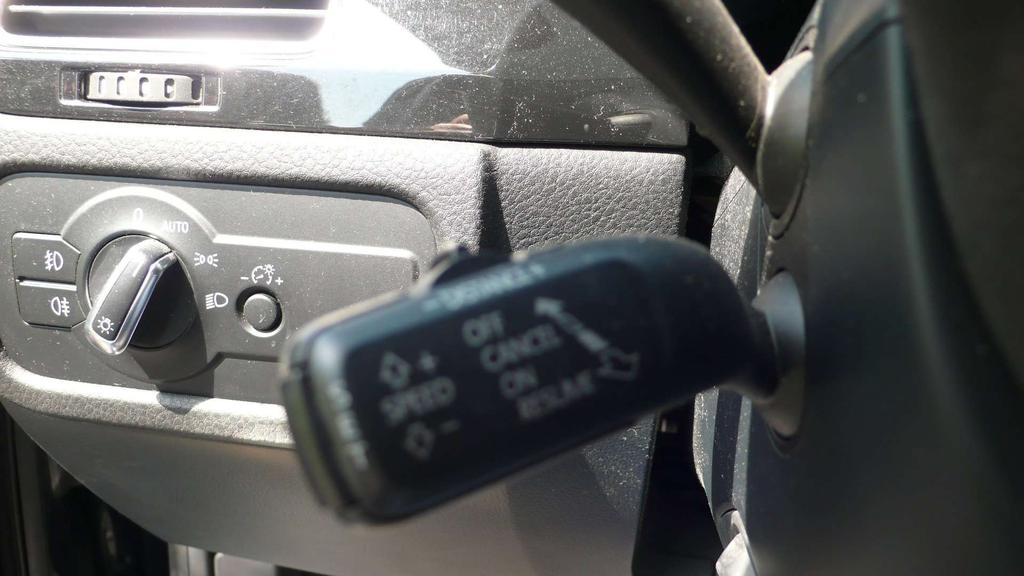 0
AUTO
- +
DISTANCE +
OFF
CANCEL
ON
RESUME
+
SPEED
-